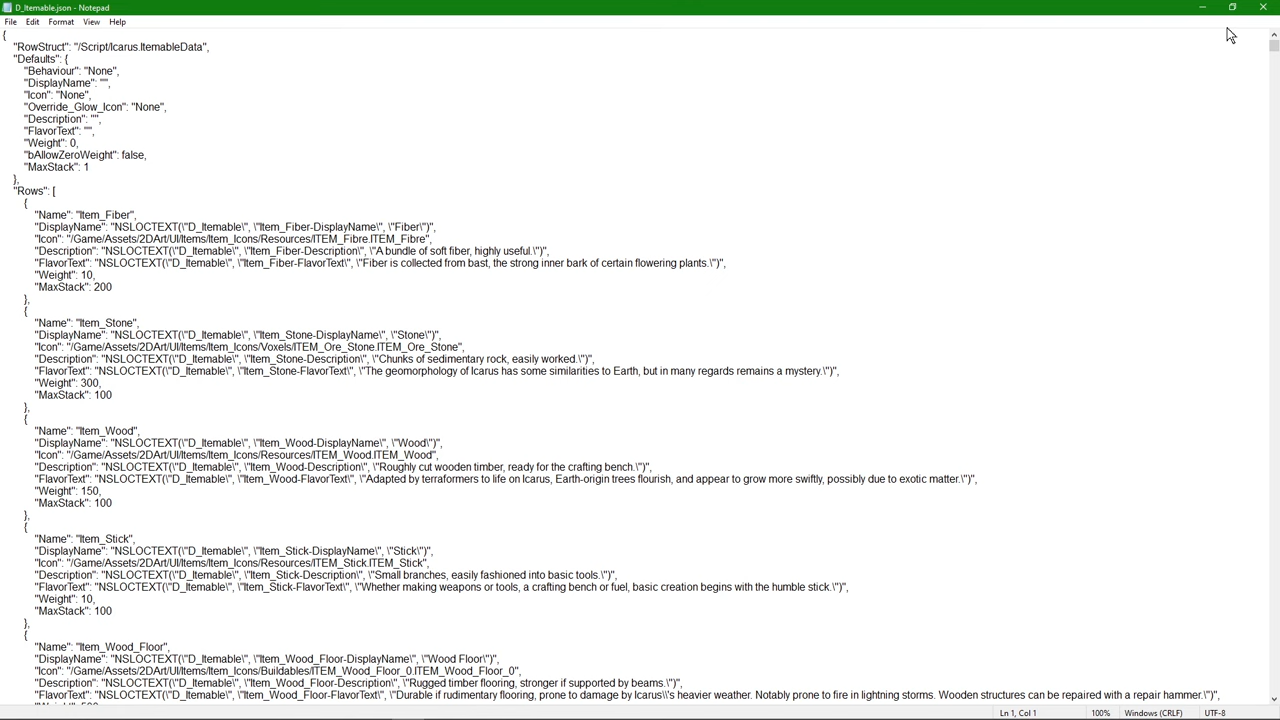 D_Itemable.json - Notepad
File Edit Format View Help
{
"RowStruct": "/Script/Icarus.ItemableData",
"Defaults": {
"Behaviour": "None",
"DisplayName": "",
"Icon": "None",
"Override_Glow_Icon": "None",
"Description": "",
"FlavorText": "",
"Weight": 0,
"bAllowZeroWeight": false,
"MaxStack": 1
},
"Rows": [
{
"Name": "Item_Fiber",
"DisplayName": "NSLOCTEXT(\"D_Itemable\", \"Item_Fiber-DisplayName\", \"Fiber\")",
"Icon": "/Game/Assets/2DArt/UI/Items/Item_Icons/Resources/ITEM_Fibre.ITEM_Fibre",
"Description": "NSLOCTEXT(\"D_Itemable\", \"Item_Fiber-Description\", \"A bundle of soft fiber, highly useful.\")",
"FlavorText": "NSLOCTEXT(\"D_Itemable\", \"Item_Fiber-FlavorText\", \"Fiber is collected from bast, the strong inner bark of certain flowering plants.\")",
"Weight": 10,
"MaxStack": 200
},
{
"Name": "Item_Stone",
"DisplayName": "NSLOCTEXT(\"D_Itemable\", \"Item_Stone-DisplayName\", \"Stone\")",
"Icon": "/Game/Assets/2DArt/UI/Items/Item_Icons/Voxels/ITEM_Ore_Stone.ITEM_Ore_Stone",
"Description": "NSLOCTEXT(\"D_Itemable\", \"Item_Stone-Description\", \"Chunks of sedimentary rock, easily worked.\")",
"FlavorText": "NSLOCTEXT(\"D_Itemable\", \"Item_Stone-FlavorText\", \"The geomorphology of Icarus has some similarities to Earth, but in many regards remains a mystery.\")",
"Weight": 300,
"MaxStack": 100
},
{
"Name": "Item_Wood",
"DisplayName": "NSLOCTEXT(\"D_Itemable\", \"Item_Wood-DisplayName\", \"Wood\")",
"Icon": "/Game/Assets/2DArt/UI/Items/Item_Icons/Resources/ITEM_Wood.ITEM_Wood",
"Description": "NSLOCTEXT(\"D_Itemable\", \"Item_Wood-Description\", \"Roughly cut wooden timber, ready for the crafting bench.\")",
"FlavorText": "NSLOCTEXT(\"D_Itemable\", \"Item_Wood-FlavorText\", \"Adapted by terraformers to life on Icarus, Earth-origin trees flourish, and appear to grow more swiftly, possibly due to exotic matter.\")",
"Weight": 150,
"MaxStack": 100
},
{
"Name": "Item_Stick",
"DisplayName": "NSLOCTEXT(\"D_Itemable\", \"Item_Stick-DisplayName\", \"Stick\")",
"Icon": "/Game/Assets/2DArt/UI/Items/Item_Icons/Resources/ITEM_Stick.ITEM_Stick",
"Description": "NSLOCTEXT(\"D_Itemable\", \"Item_Stick-Description\", \"Small branches, easily fashioned into basic tools.\")",
"FlavorText": "NSLOCTEXT(\"D_Itemable\", \"Item_Stick-FlavorText\", \"Whether making weapons or tools, a crafting bench or fuel, basic creation begins with the humble stick.\")",
"Weight": 10,
"MaxStack": 100
},
{
"Name": "Item_Wood_Floor",
"DisplayName": "NSLOCTEXT(\"D_Itemable\", \"Item_Wood_Floor-DisplayName\", \"Wood Floor\")",
"Icon": "/Game/Assets/2DArt/UI/Items/Item_Icons/Buildables/ITEM_Wood_Floor_0.ITEM_Wood_Floor_0",
"Description": "NSLOCTEXT(\"D_Itemable\", \"Item_Wood_Floor-Description\", \"Rugged timber flooring, stronger if supported by beams.\")",
"FlavorText": "NSLOCTEXT(\"D_Itemable\", \"Item_Wood_Floor-FlavorText\", \"Durable if rudimentary flooring, prone to damage by Icarus\\'s heavier weather. Notably prone to fire in lightning storms. Wooden structures can be repaired with a repair hammer.\")",
Ln 1, Col 1 100% Windows (CRLF) UTF-8